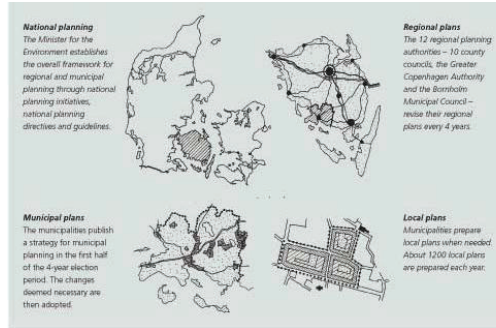 National planning
The Minister for the
Environment establishes
the overall framework for
regional and municipal
planning through national
planning initiatives,
national planning
directives and guidelines.
Regional plans
The 12 regional planning
authorities – 10 county
councils, the Greater
Copenhagen Authority
and the Bornholm
Municipal Council –
revise their regional
plans every 4 years.
Municipal plans
The municipalities publish
a strategy for municipal
planning in the first half
of the 4-year election
period. The changes
deemed necessary are
then adopted.
Local plans
Municipalities prepare
local plans when needed.
About 1200 local plans
are prepared each year.